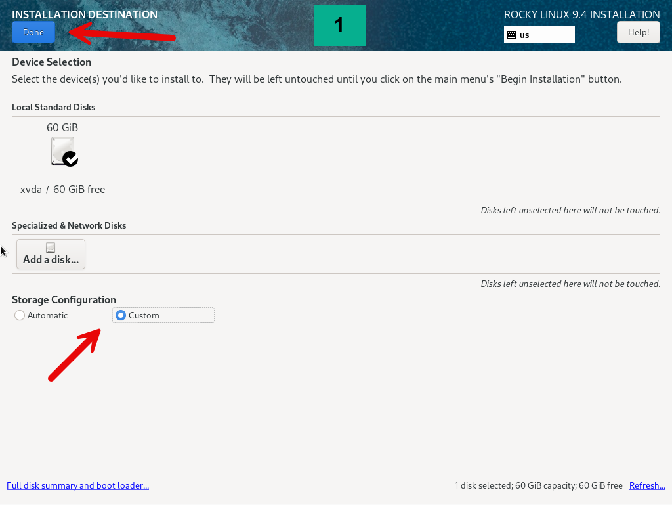 INSTALLATION DESTINATION
ROCKY LINUX 9.4 INSTALLATION
Done
1
us
Help!
Device Selection
Select the device(s) you'd like to install to. They will be left untouched until you click on the main menu's "Begin Installation" button.
Local Standard Disks
60 GiB
xvda / 60 GiB free
Disks left unselected here will not be touched.
Specialized & Network Disks
Add a disk...
Disks left unselected here will not be touched.
Storage Configuration
Automatic
Custom
Full disk summary and boot loader...
1 disk selected; 60 GiB capacity; 60 GiB free
Refresh...